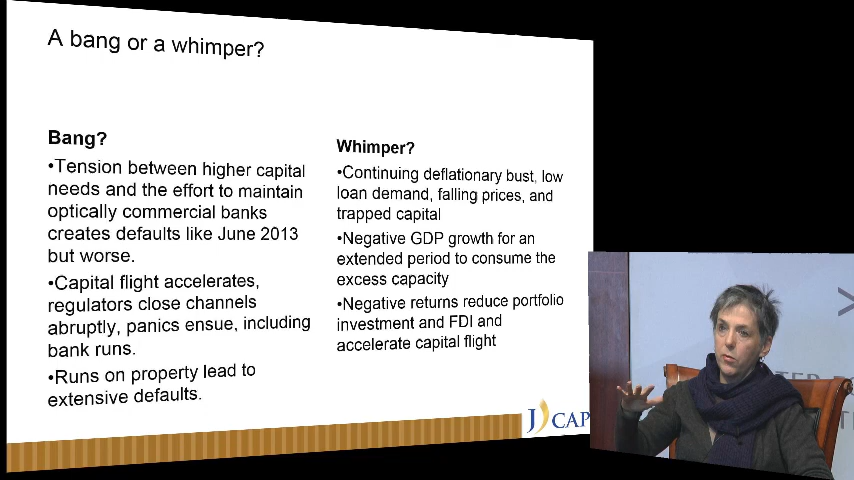 A bang or a whimper?
Bang?
•Tension between higher capital
needs and the effort to maintain
optically commercial banks
creates defaults like June 2013
but worse.
•Capital flight accelerates,
regulators close channels
abruptly, panics ensue, including
bank runs.
•Runs on property lead to
extensive defaults.
Whimper?
•Continuing deflationary bust, low
loan demand, falling prices, and
trapped capital
•Negative GDP growth for an
extended period to consume the
excess capacity
•Negative returns reduce portfolio
investment and FDI and
accelerate capital flight
J CAP